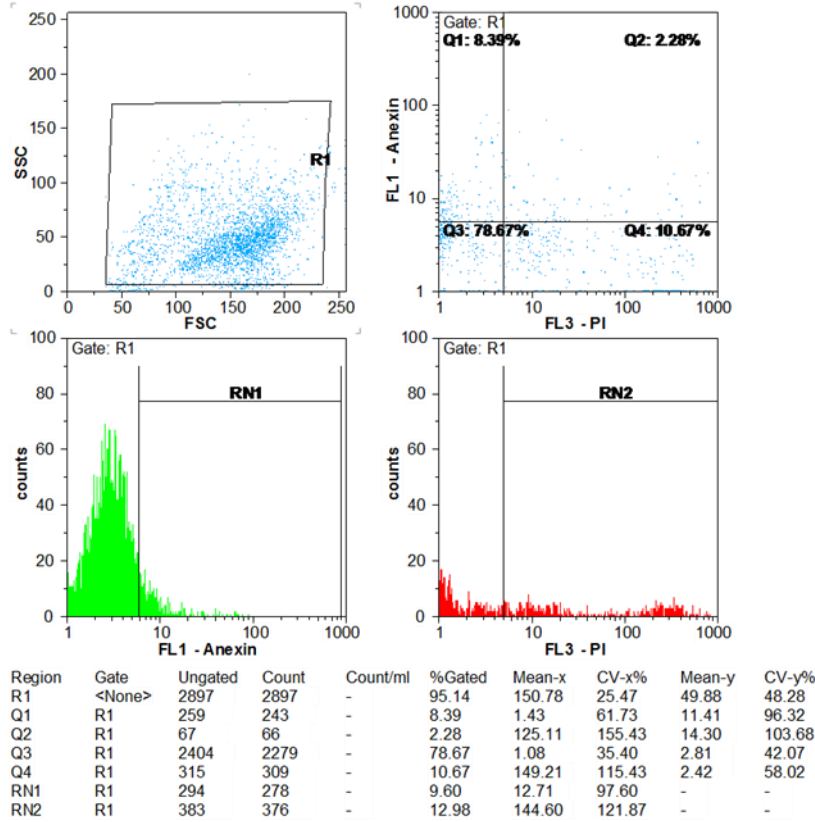 250
200
150
100
50
0
SSC
R1
0 50 100 150 200 250
FSC
Gate: R1
Q1: 8.39% Q2: 2.28%
Q3: 78.67% Q4: 10.67%
1000
100
10
1
FL1 - Anexin
1 10 100 1000
FL3 - PI
Gate: R1
RN1
100
80
60
40
20
0
counts
1 10 100 1000
FL1 - Anexin
Gate: R1
RN2
100
80
60
40
20
0
counts
1 10 100 1000
FL3 - PI
Region Gate Ungated Count Count/ml %Gated Mean-x CV-x% Mean-y CV-y%
R1 <None> 2897 2897 - 95.14 150.78 25.47 49.88 48.28
Q1 R1 259 243 - 8.39 1.43 61.73 11.41 96.32
Q2 R1 67 66 - 2.28 125.11 155.43 14.30 103.68
Q3 R1 2404 2279 - 78.67 1.08 35.40 2.81 42.07
Q4 R1 315 309 - 10.67 149.21 115.43 2.42 58.02
RN1 R1 294 278 - 9.60 12.71 97.60 - -
RN2 R1 383 376 - 12.98 144.60 121.87 - -